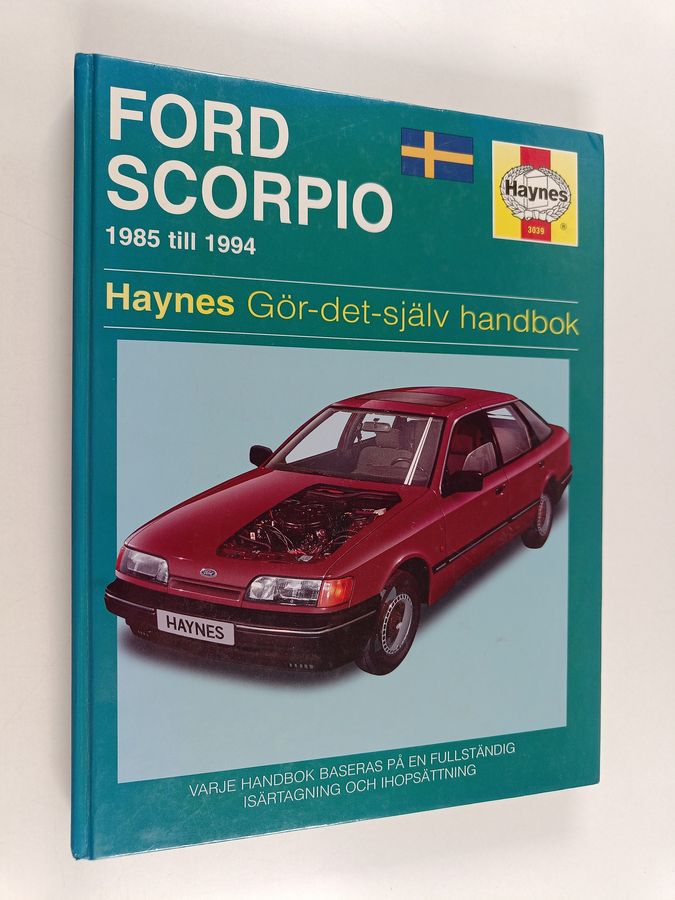 FORD
SCORPIO
1985 till 1994
Haynes
3039
®
Haynes Gör-det-själv handbok
Ford
HAYNES
VARJE HANDBOK BASERAS PÅ EN FULLSTÄNDIG
ISÄRTAGNING OCH IHOPSÄTTNING